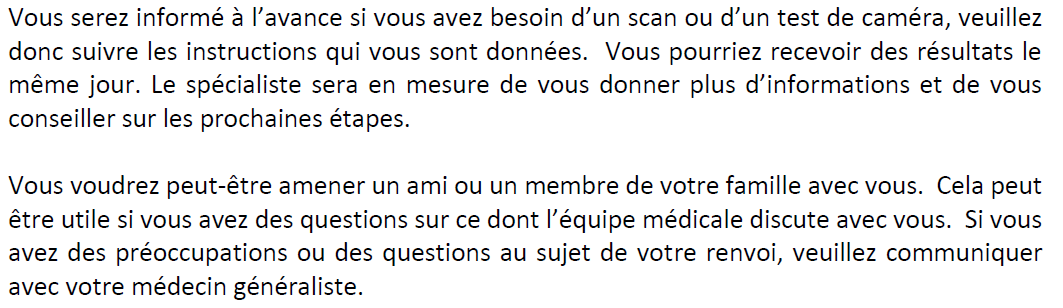 Vous serez informé à l’avance si vous avez besoin d’un scan ou d’un test de caméra, veuillez
donc suivre les instructions qui vous sont données.  Vous pourriez recevoir des résultats le
même jour. Le spécialiste sera en mesure de vous donner plus d’informations et de vous
conseiller sur les prochaines étapes.
Vous voudrez peut-être amener un ami ou un membre de votre famille avec vous.  Cela peut
être utile si vous avez des questions sur ce dont l’équipe médicale discute avec vous.  Si vous
avez des préoccupations ou des questions au sujet de votre renvoi, veuillez communiquer
avec votre médecin généraliste.